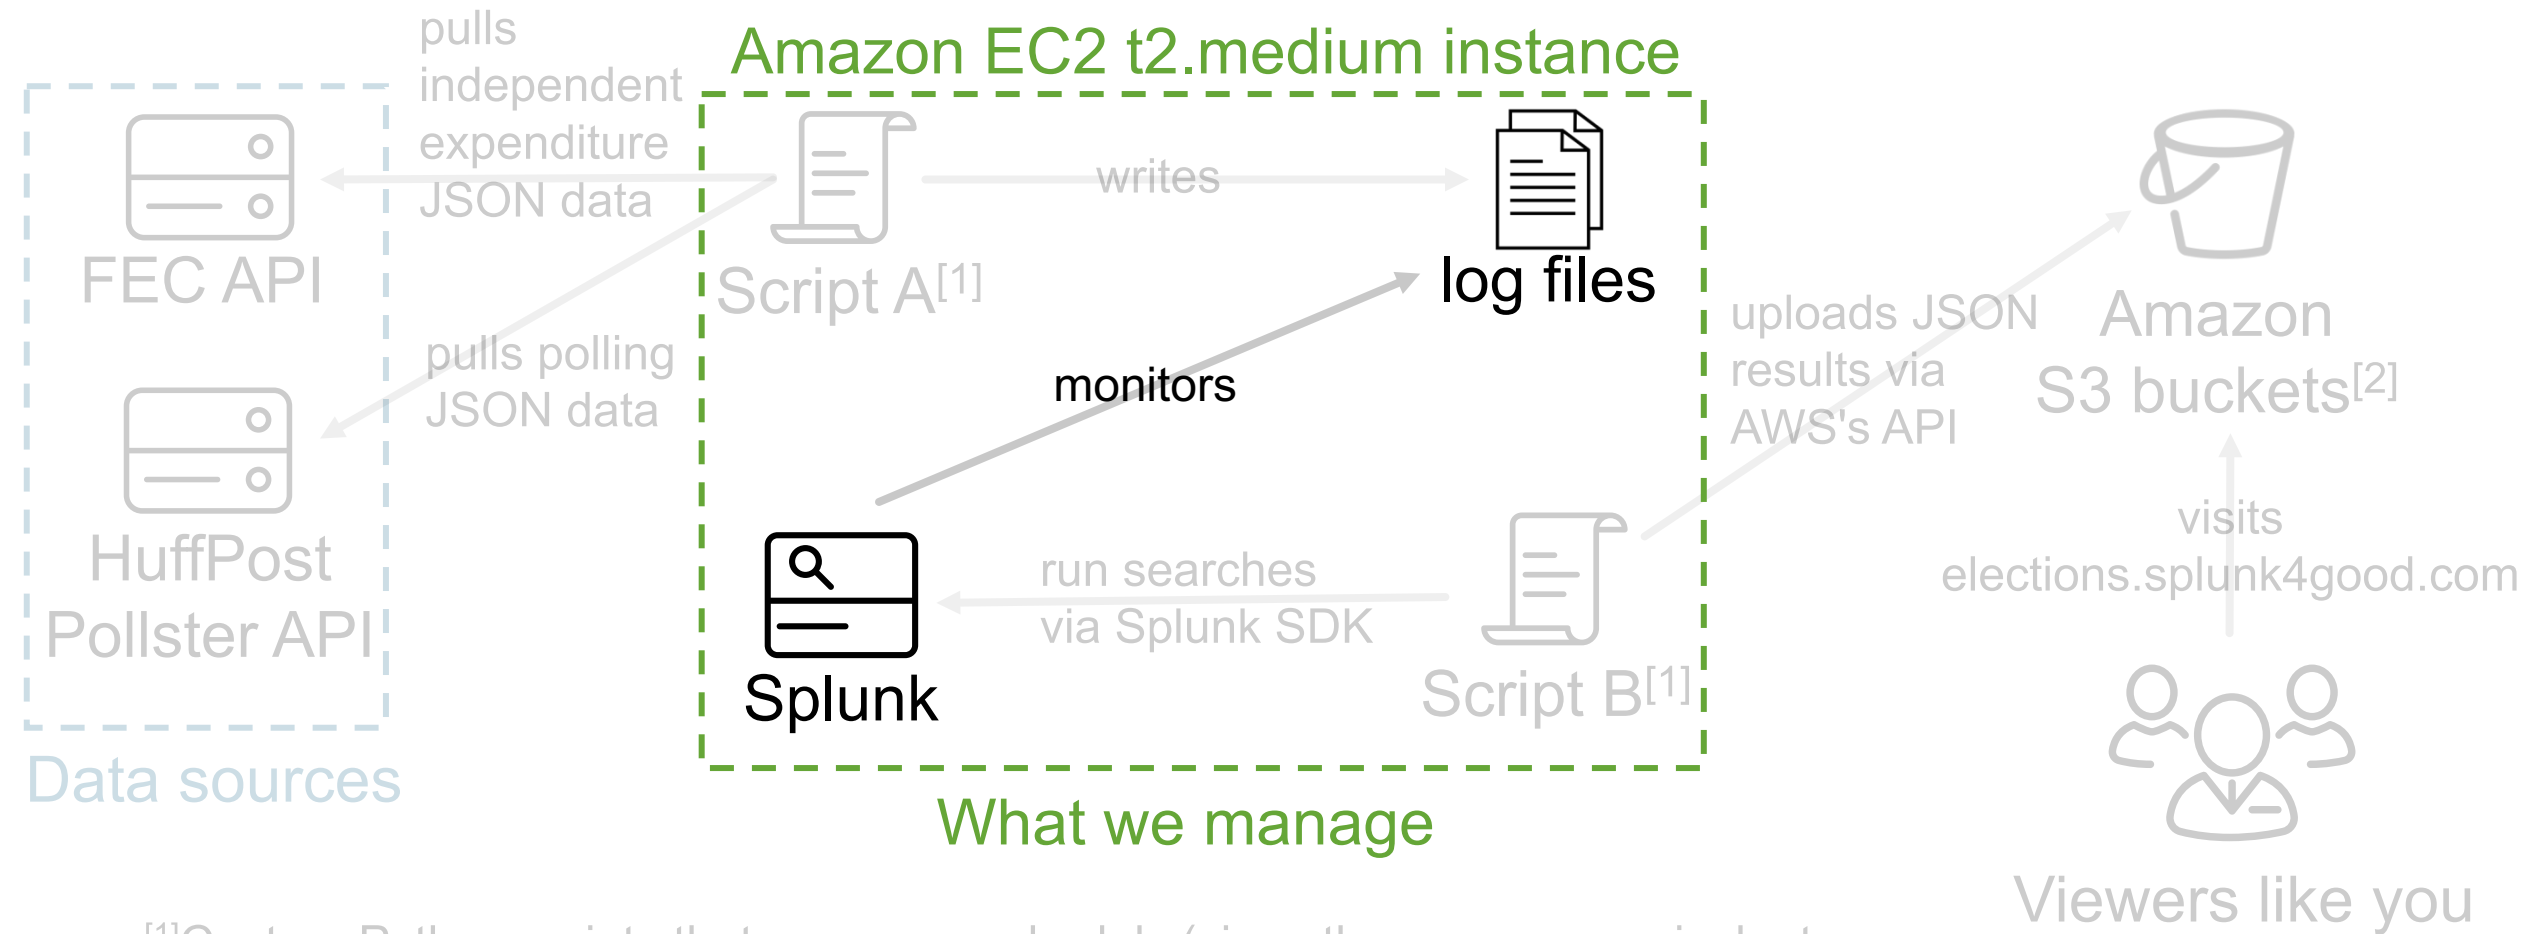 pulls
independent
expenditure
JSON data
Amazon EC2 t2.medium instance
FEC API
Script A[1]
writes
log files
pulls polling
JSON data
monitors
uploads JSON
results via
AWS's API
Amazon
S3 buckets[2]
HuffPost
Pollster API
run searches
via Splunk SDK
visits
elections.splunk4good.com
Splunk
Script B[1]
Data sources
What we manage
Viewers like you
[1]